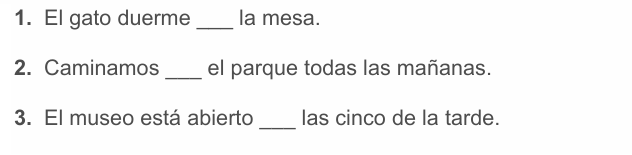 1. El gato duerme ___ la mesa.
2. Caminamos ___ el parque todas las mañanas.
3. El museo está abierto ___ las cinco de la tarde.